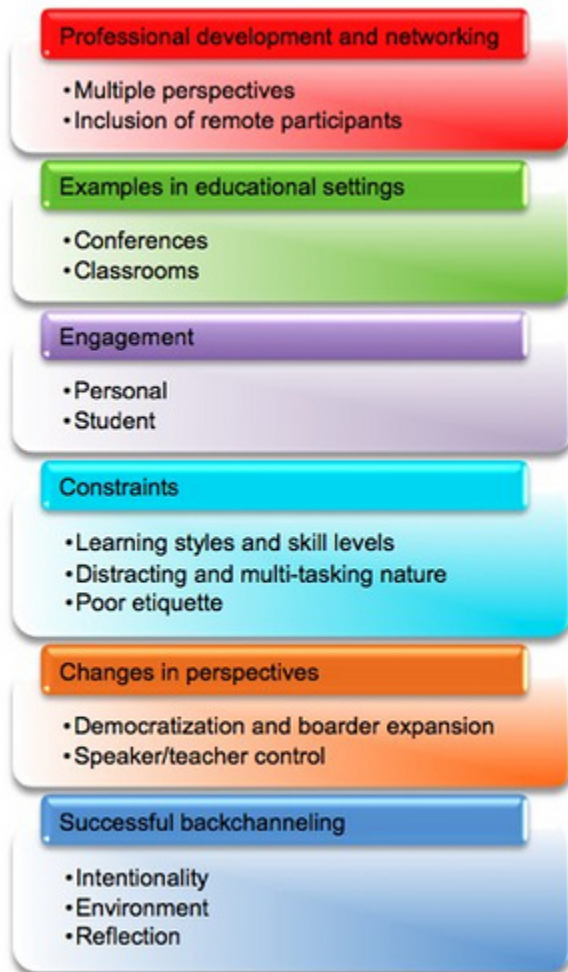 Professional development and networking
•Multiple perspectives
•Inclusion of remote participants
Examples in educational settings
•Conferences
•Classrooms
Engagement
•Personal
•Student
Constraints
•Learning styles and skill levels
•Distracting and multi-tasking nature
•Poor etiquette
Changes in perspectives
•Democratization and boarder expansion
•Speaker/teacher control
Successful backchanneling
•Intentionality
•Environment
•Reflection